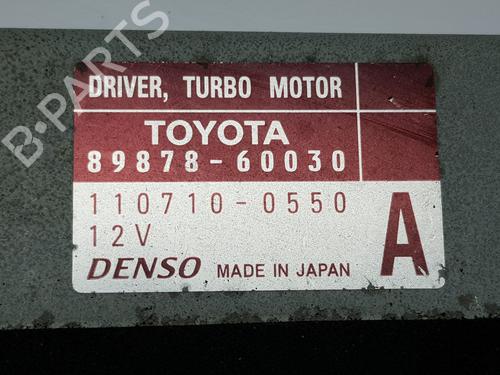 B-PARTS
DRIVER, TURBO MOTOR
TOYOTA
89878-60030
110710-0550
12V
A
DENSO MADE IN JAPAN